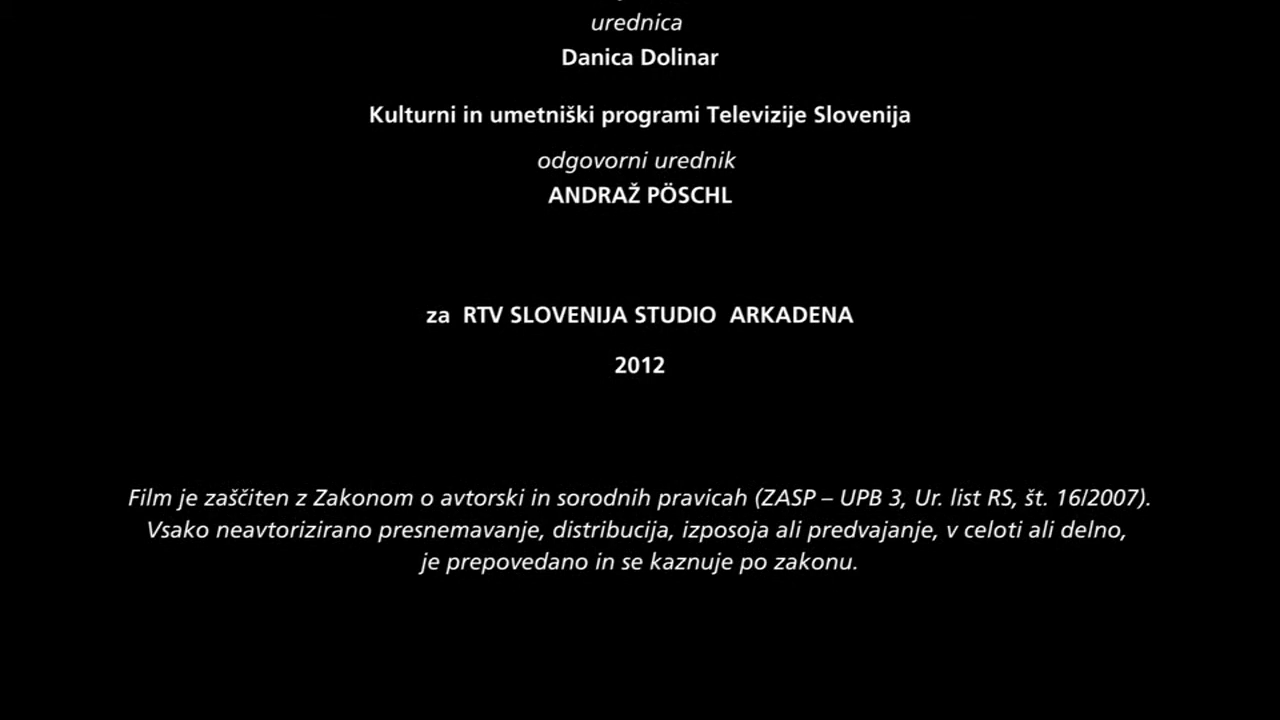 urednica
Danica Dolinar
Kulturni in umetniški programi Televizije Slovenija
odgovorni urednik
ANDRAŽ PÖSCHL
za RTV SLOVENIJA STUDIO ARKADENA
2012
Film je zaščiten z Zakonom o avtorski in sorodnih pravicah (ZASP – UPB 3, Ur. list RS, št. 16/2007).
Vsako neavtorizirano presnemavanje, distribucija, izposoja ali predvajanje, v celoti ali delno,
je prepovedano in se kaznuje po zakonu.